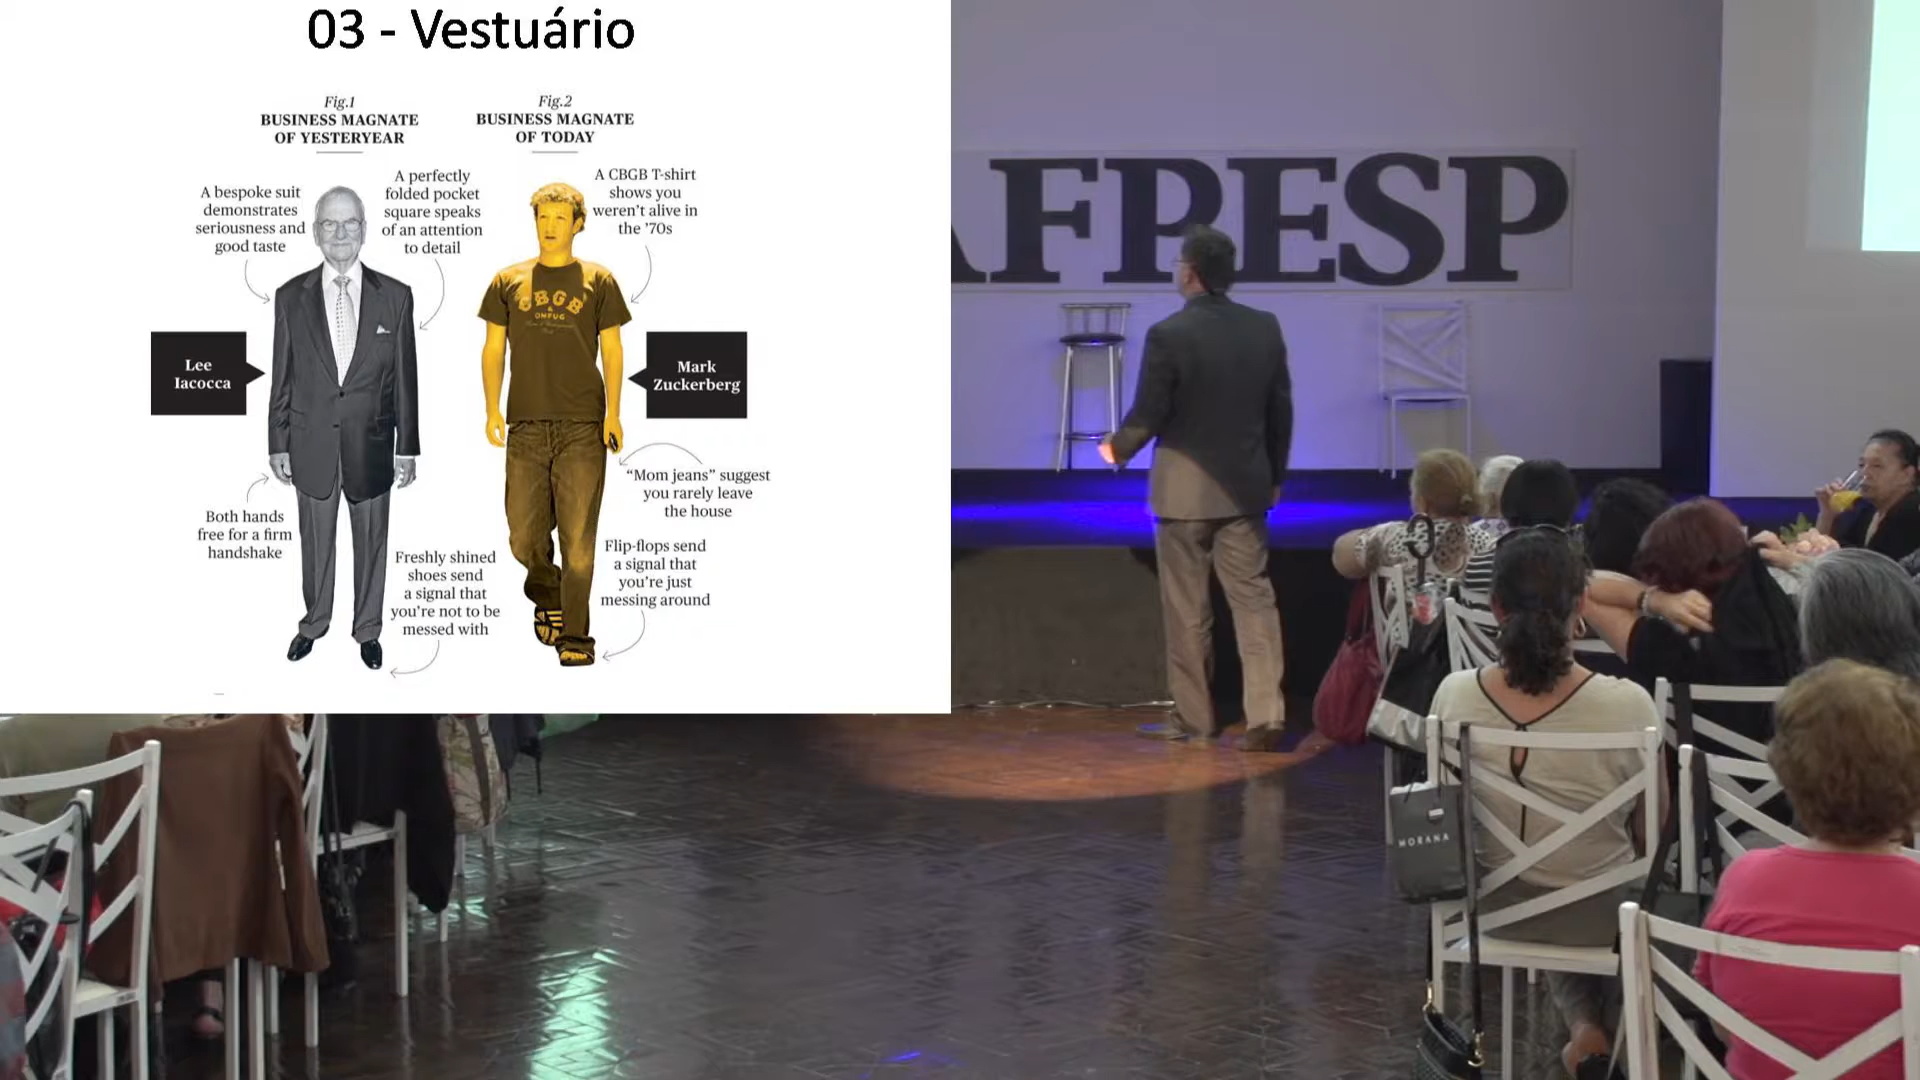 03 - Vestuário
Fig.1
BUSINESS MAGNATE
OF YESTERYEAR
A bespoke suit
demonstrates
seriousness and
good taste
A perfectly
folded pocket
square speaks
of an attention
to detail
Lee
Iacocca
Both hands
free for a firm
handshake
Freshly shined
shoes send
a signal that
you're not to be
messed with
Fig.2
BUSINESS MAGNATE
OF TODAY
A CBGB T-shirt
shows you
weren't alive in
the '70s
CBGB
&
OMFUG
Mark
Zuckerberg
“Mom jeans” suggest
you rarely leave
the house
Flip-flops send
a signal that
you're just
messing around
AFPESP
MORANA